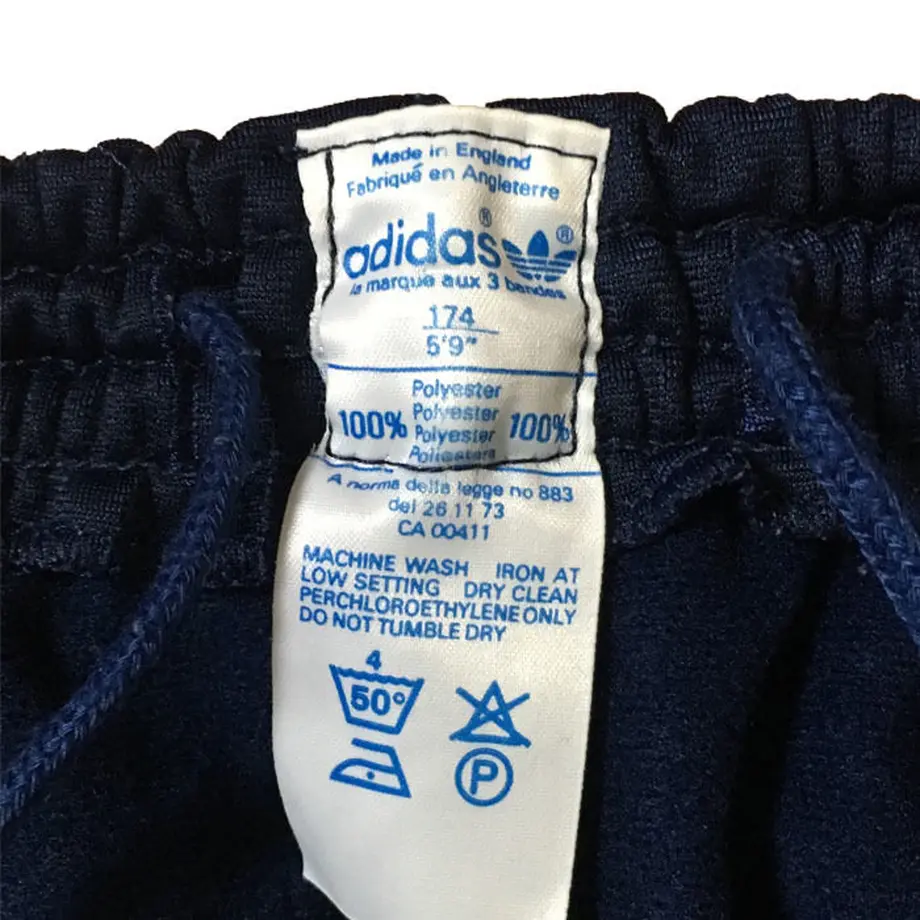 Made in England
Fabriqué en Angleterre
adidas® ®
la marque aux 3 bandes
174
5'9"
Polyester
100% Polyester 100%
Polyester
Poliestere
A norma della legge no 883
del 26 11 73
CA 00411
MACHINE WASH IRON AT
LOW SETTING DRY CLEAN
PERCHLOROETHYLENE ONLY
DO NOT TUMBLE DRY
4
50°
P